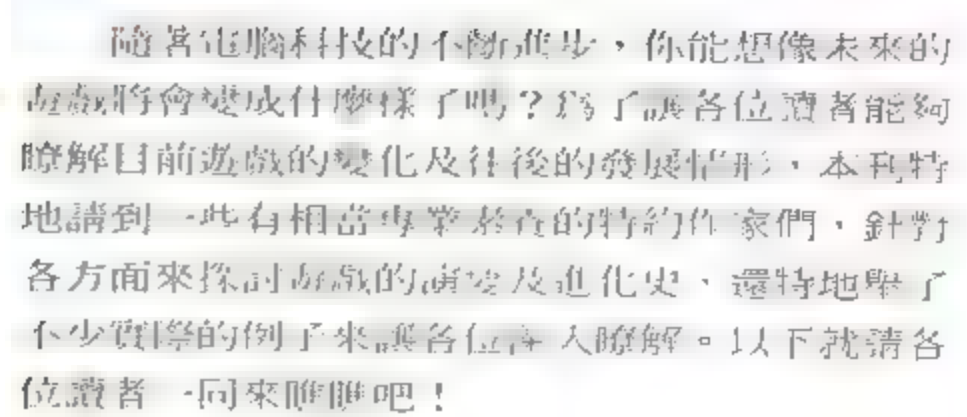 隨著電腦科技的不斷進步，你能想像未來的
遊戲將會變成什麼樣子嗎？為了讓各位讀者能夠
瞭解目前遊戲的變化及往後的發展情形，本刊特
地請到一些有相當專業素養的特約作家們，針對
各方面來探討遊戲的演變及進化史，還特地舉了
不少實際的例子來讓各位深入瞭解。以下就請各
位讀者一同來瞧瞧吧！